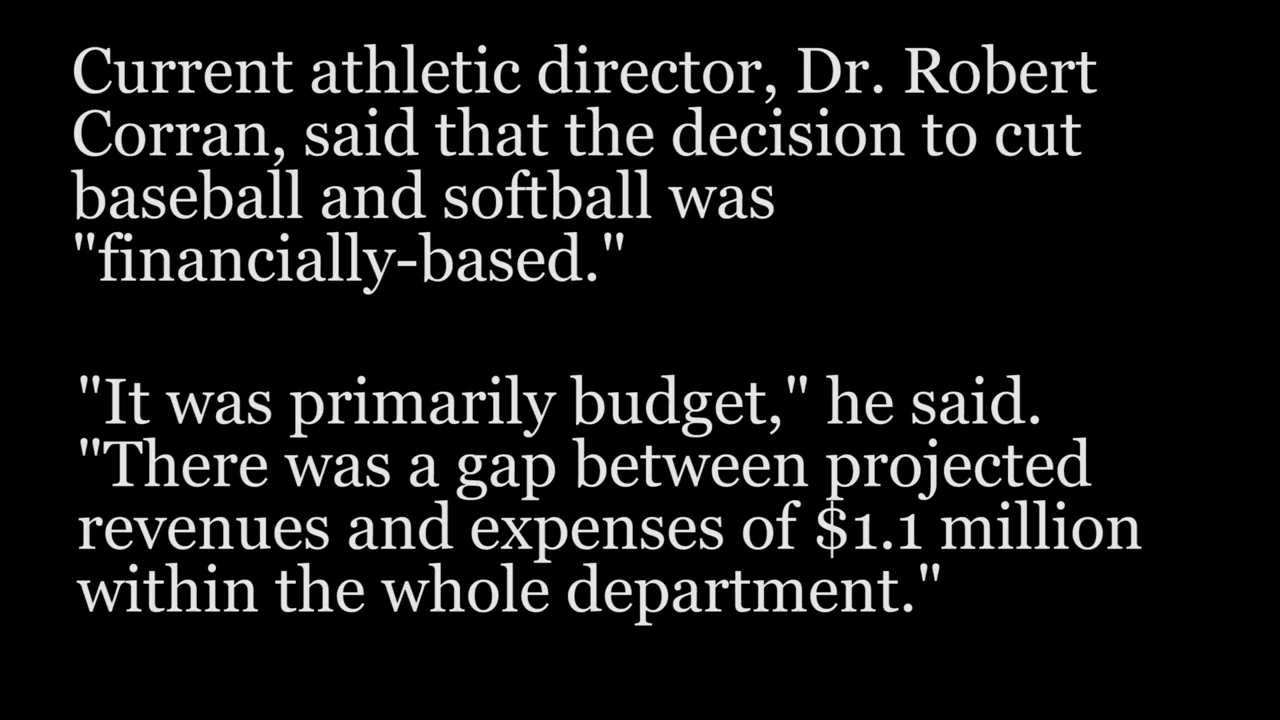 Current athletic director, Dr. Robert
Corran, said that the decision to cut
baseball and softball was
"financially-based."
"It was primarily budget," he said.
"There was a gap between projected
revenues and expenses of $1.1 million
within the whole department."